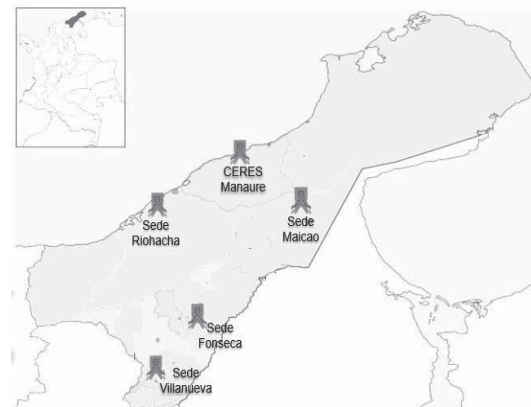 CERES
Manaure
Sede
Riohacha
Sede
Maicao
Sede
Fonseca
Sede
Villanueva